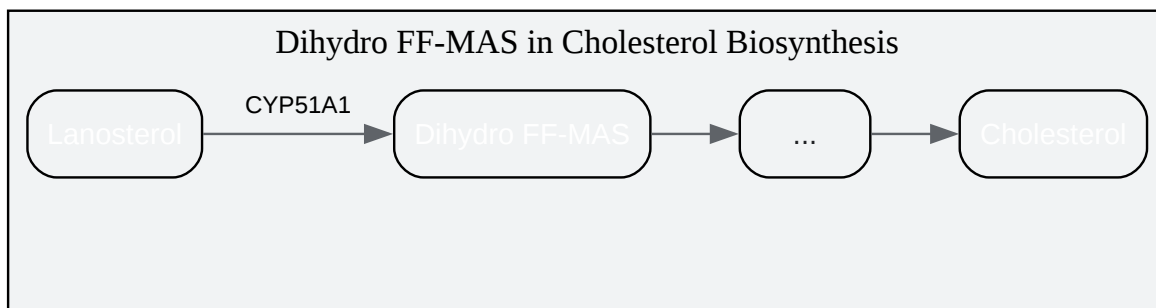 Dihydro FF-MAS in Cholesterol Biosynthesis
CYP51A1
Lanosterol
Dihydro FF-MAS
...
Cholesterol